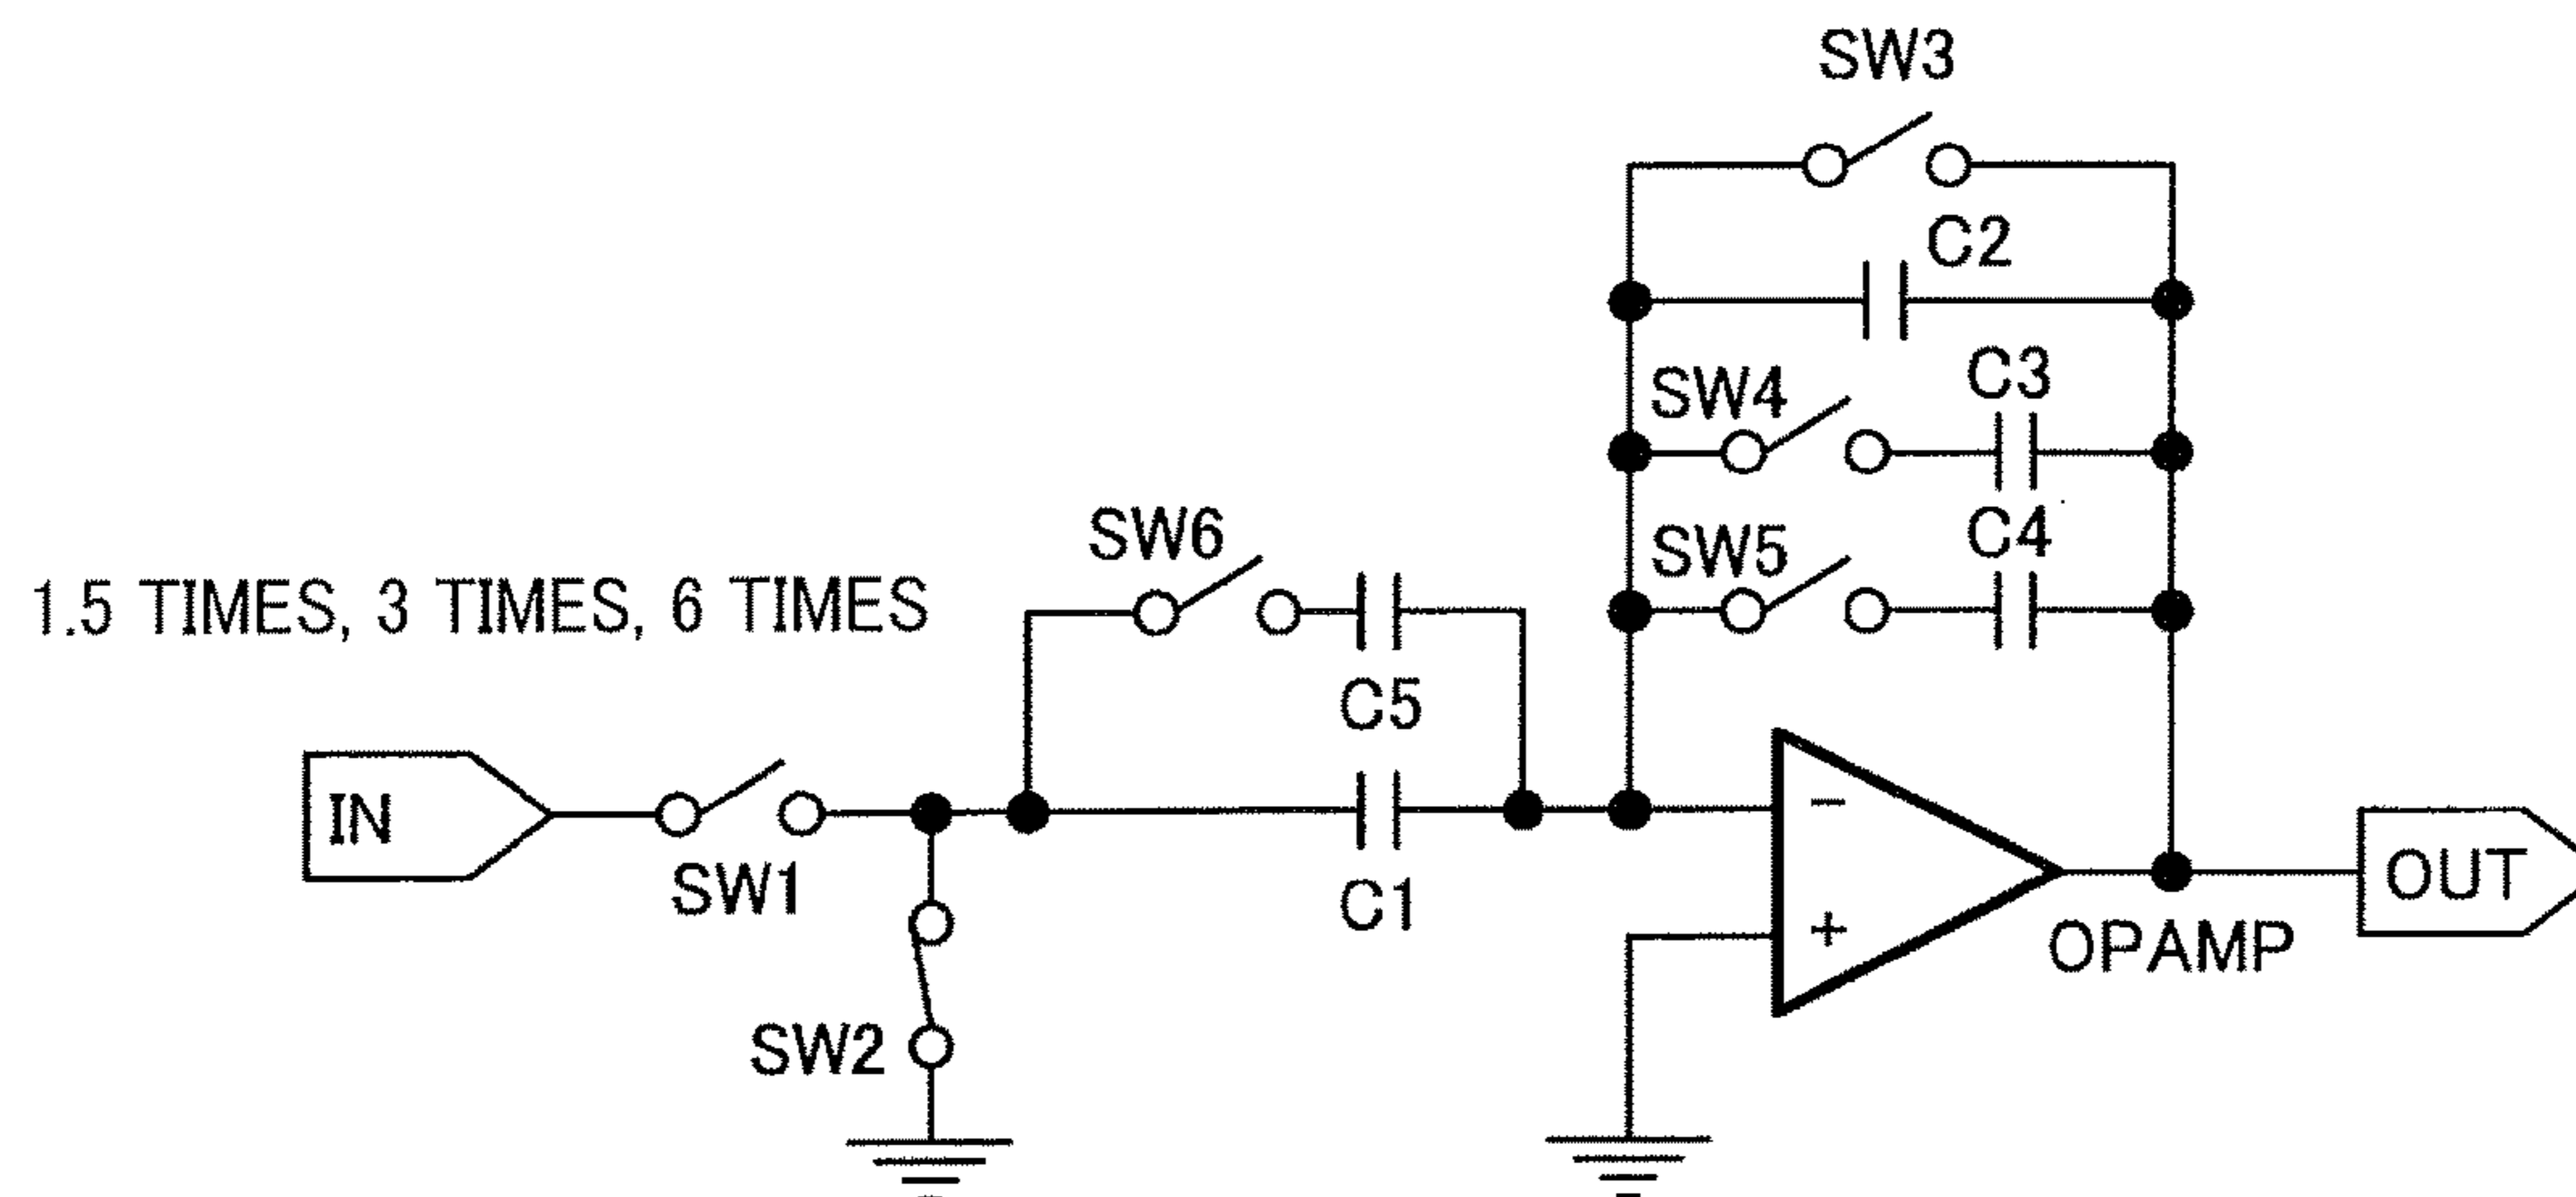 SW3
C2
SW4
C3
SW5
C4
SW6
C5
1.5 TIMES, 3 TIMES, 6 TIMES
IN
SW1
C1
SW2
−
+
OPAMP
OUT